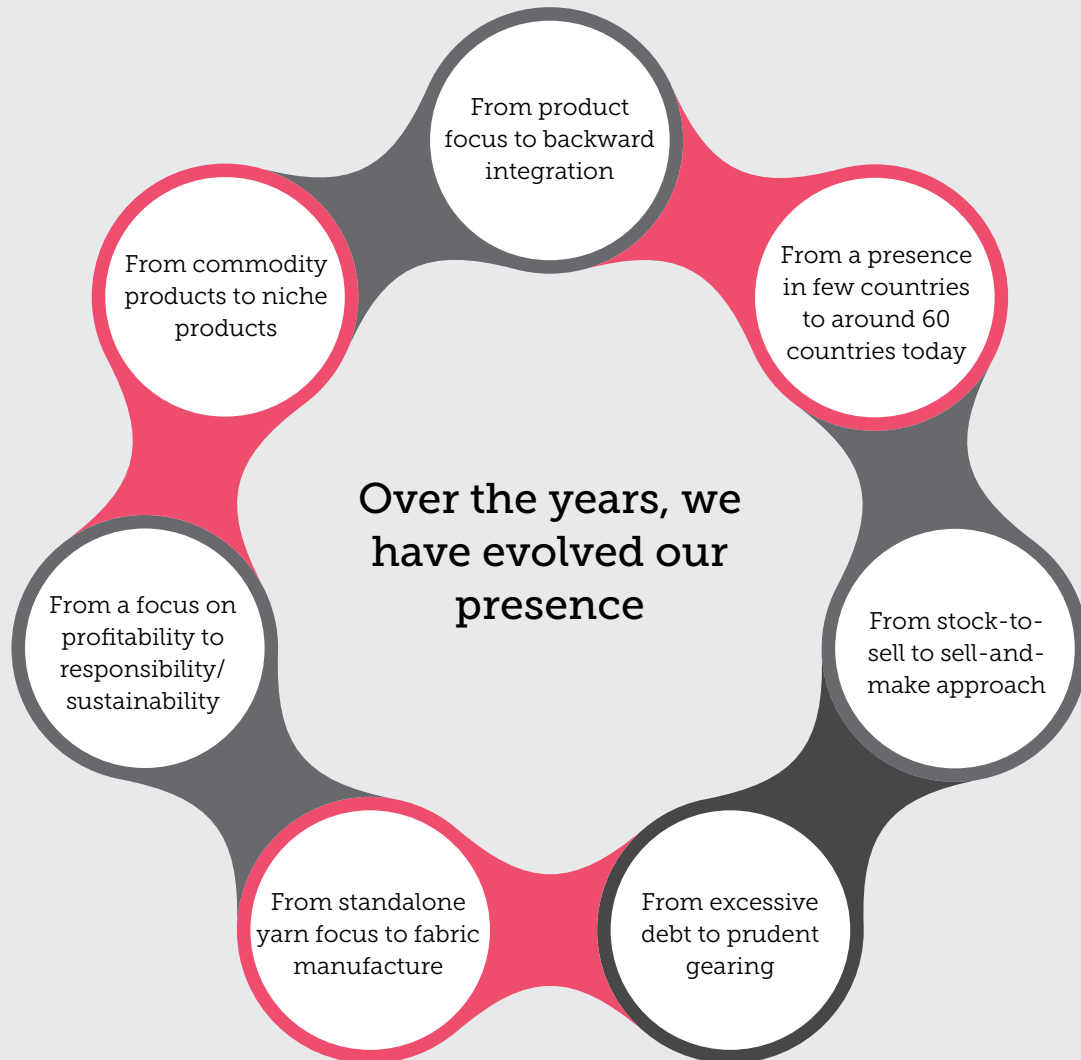 From product
focus to backward
integration
From a presence
in few countries
to around 60
countries today
From stock-to-
sell to sell-and-
make approach
From excessive
debt to prudent
gearing
From standalone
yarn focus to fabric
manufacture
From a focus on
profitability to
responsibility/
sustainability
From commodity
products to niche
products
Over the years, we
have evolved our
presence